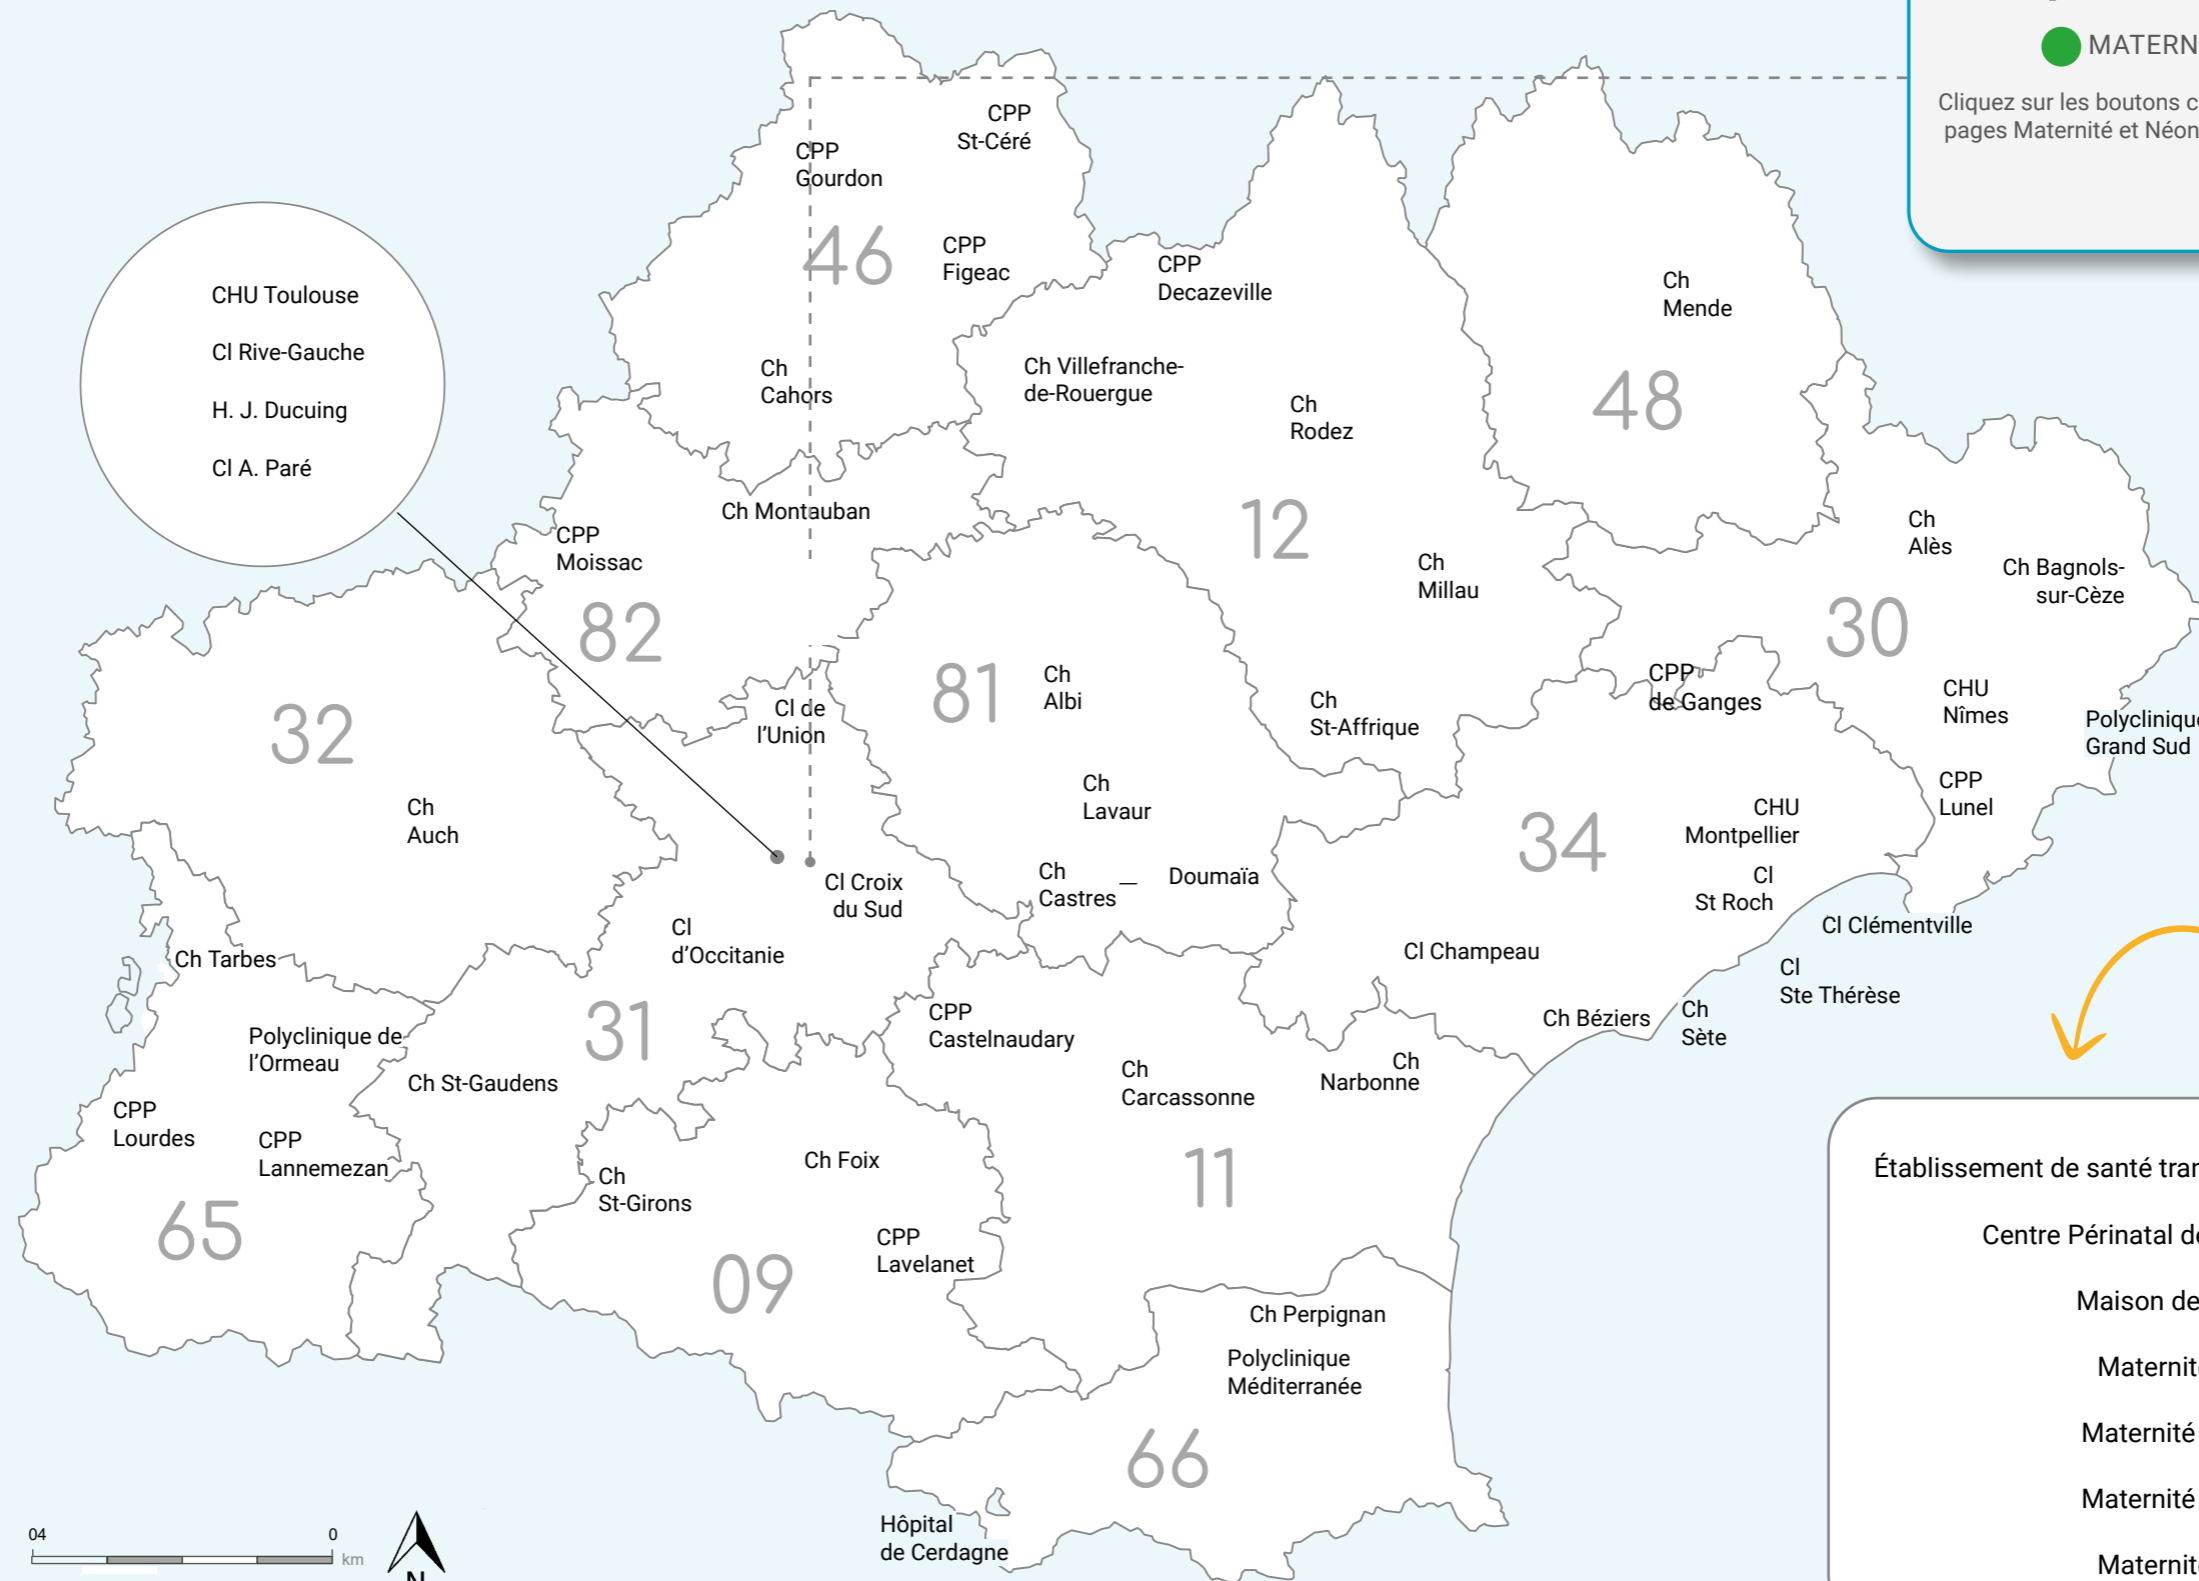 MATERN
Cliquez sur les boutons c
pages Maternité et Néon
CPP
St-Céré
CPP
Gourdon
46
CPP
Figeac
CPP
Decazeville
Ch
Mende
CHU Toulouse
Cl Rive-Gauche
H. J. Ducuing
Cl A. Paré
Ch
Cahors
Ch Villefranche-
de-Rouergue
Ch
Rodez
48
Ch Montauban
CPP
Moissac
82
12
Ch
Millau
Ch
Alès
Ch Bagnols-
sur-Cèze
30
32
Cl de
l'Union
81
Ch
Albi
Ch
St-Affrique
CPP
de Ganges
CHU
Nîmes
Polyclinique
Grand Sud
Ch
Auch
Ch
Lavaur
34
CHU
Montpellier
CPP
Lunel
Cl Croix
du Sud
Ch
Castres
Doumaïa
Cl
St Roch
Cl Clémentville
Cl
d'Occitanie
Cl Champeau
Cl
Ste Thérèse
Ch Tarbes
31
CPP
Castelnaudary
Ch Béziers
Ch
Sète
Polyclinique de
l'Ormeau
Ch St-Gaudens
Ch
Carcassonne
Ch
Narbonne
CPP
Lourdes
CPP
Lannemezan
65
Ch
St-Girons
Ch Foix
11
CPP
Lavelanet
09
Ch Perpignan
Polyclinique
Méditerranée
66
Hôpital
de Cerdagne
Établissement de santé tran
Centre Périnatal de
Maison de
Maternité
Maternité
Maternité
Maternité
04
0
km
N